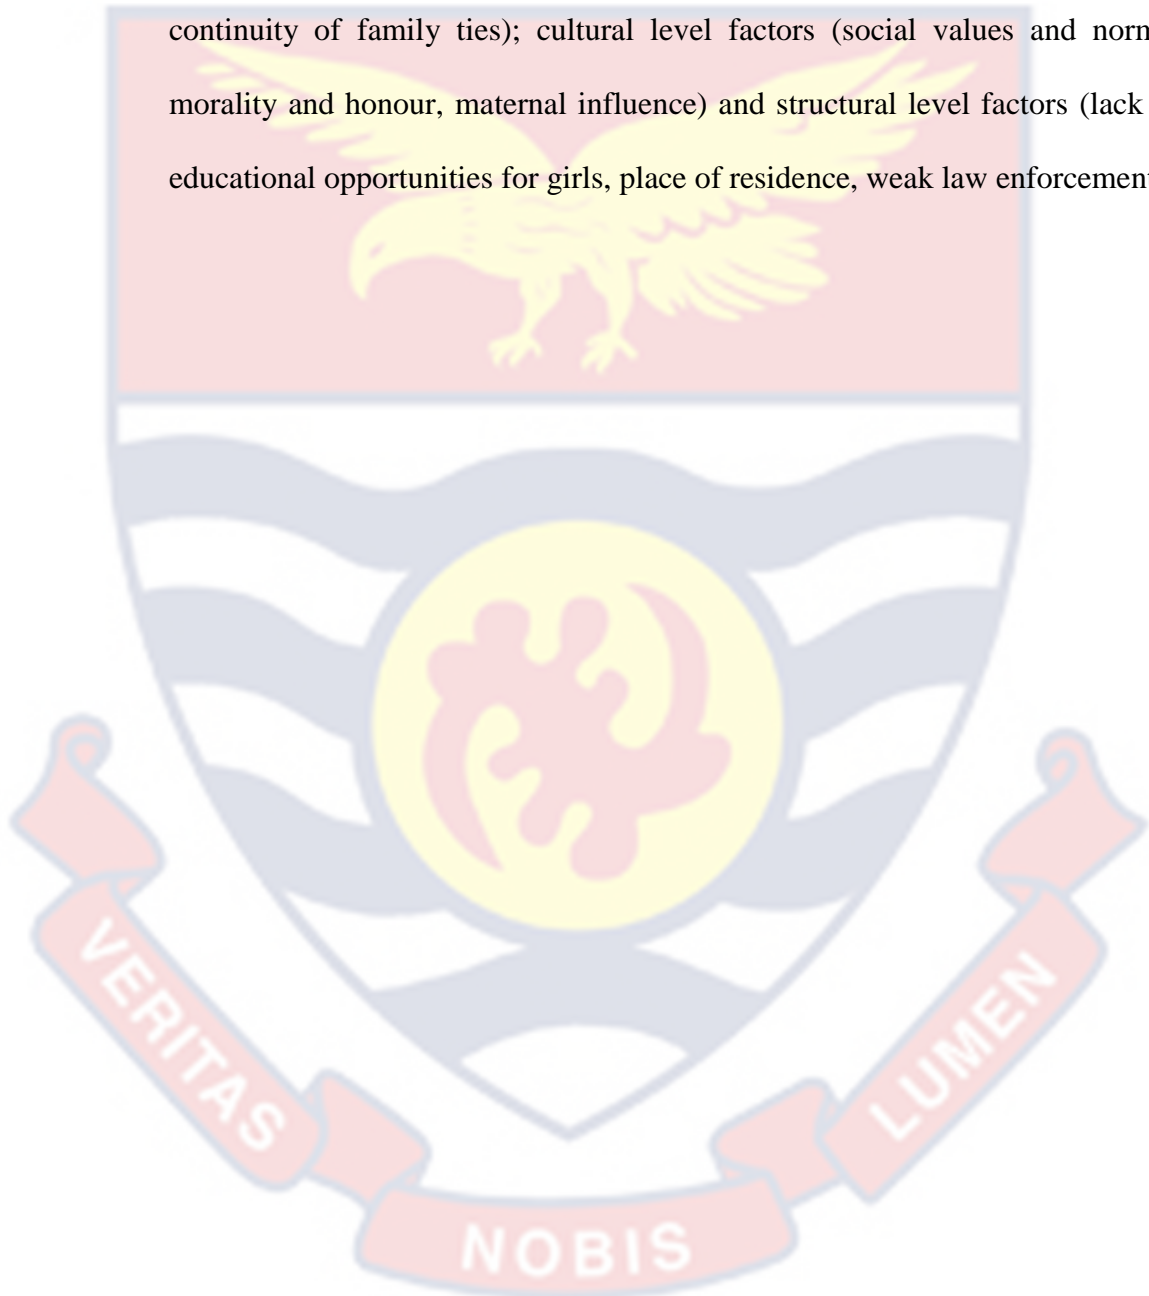 continuity of family ties); cultural level factors (social values and norm
morality and honour, maternal influence) and structural level factors (lack
educational opportunities for girls, place of residence, weak law enforcement
VERITAS
NOBIS
LUMEN